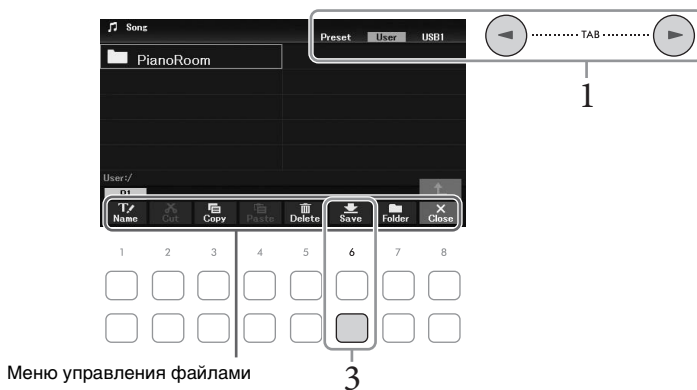 Song
Preset User USB1
TAB
1
PianoRoom
User:/
P1
Name Cut Copy Paste Delete Save Folder Close
1 2 3 4 5 6 7 8
Меню управления файлами
3